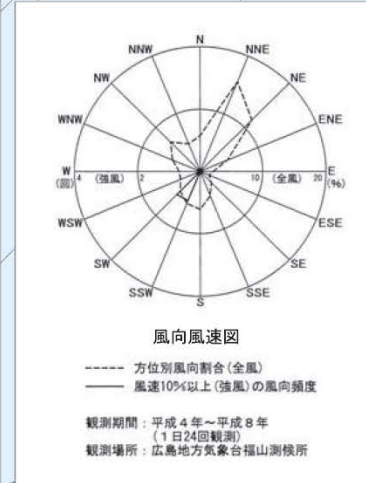 N
NNW
NNE
NW
NE
WNW
ENE
W 4 (強風) 2 10 (全風) 20 E
(図) (%)
WSW
ESE
SW
SE
SSW
SSE
S
風向風速図
方位別風向割合(全風)
風速10㎧以上(強風)の風向頻度
観測期間:平成4年~平成8年
(1日24回観測)
観測場所:広島地方気象台福山測候所